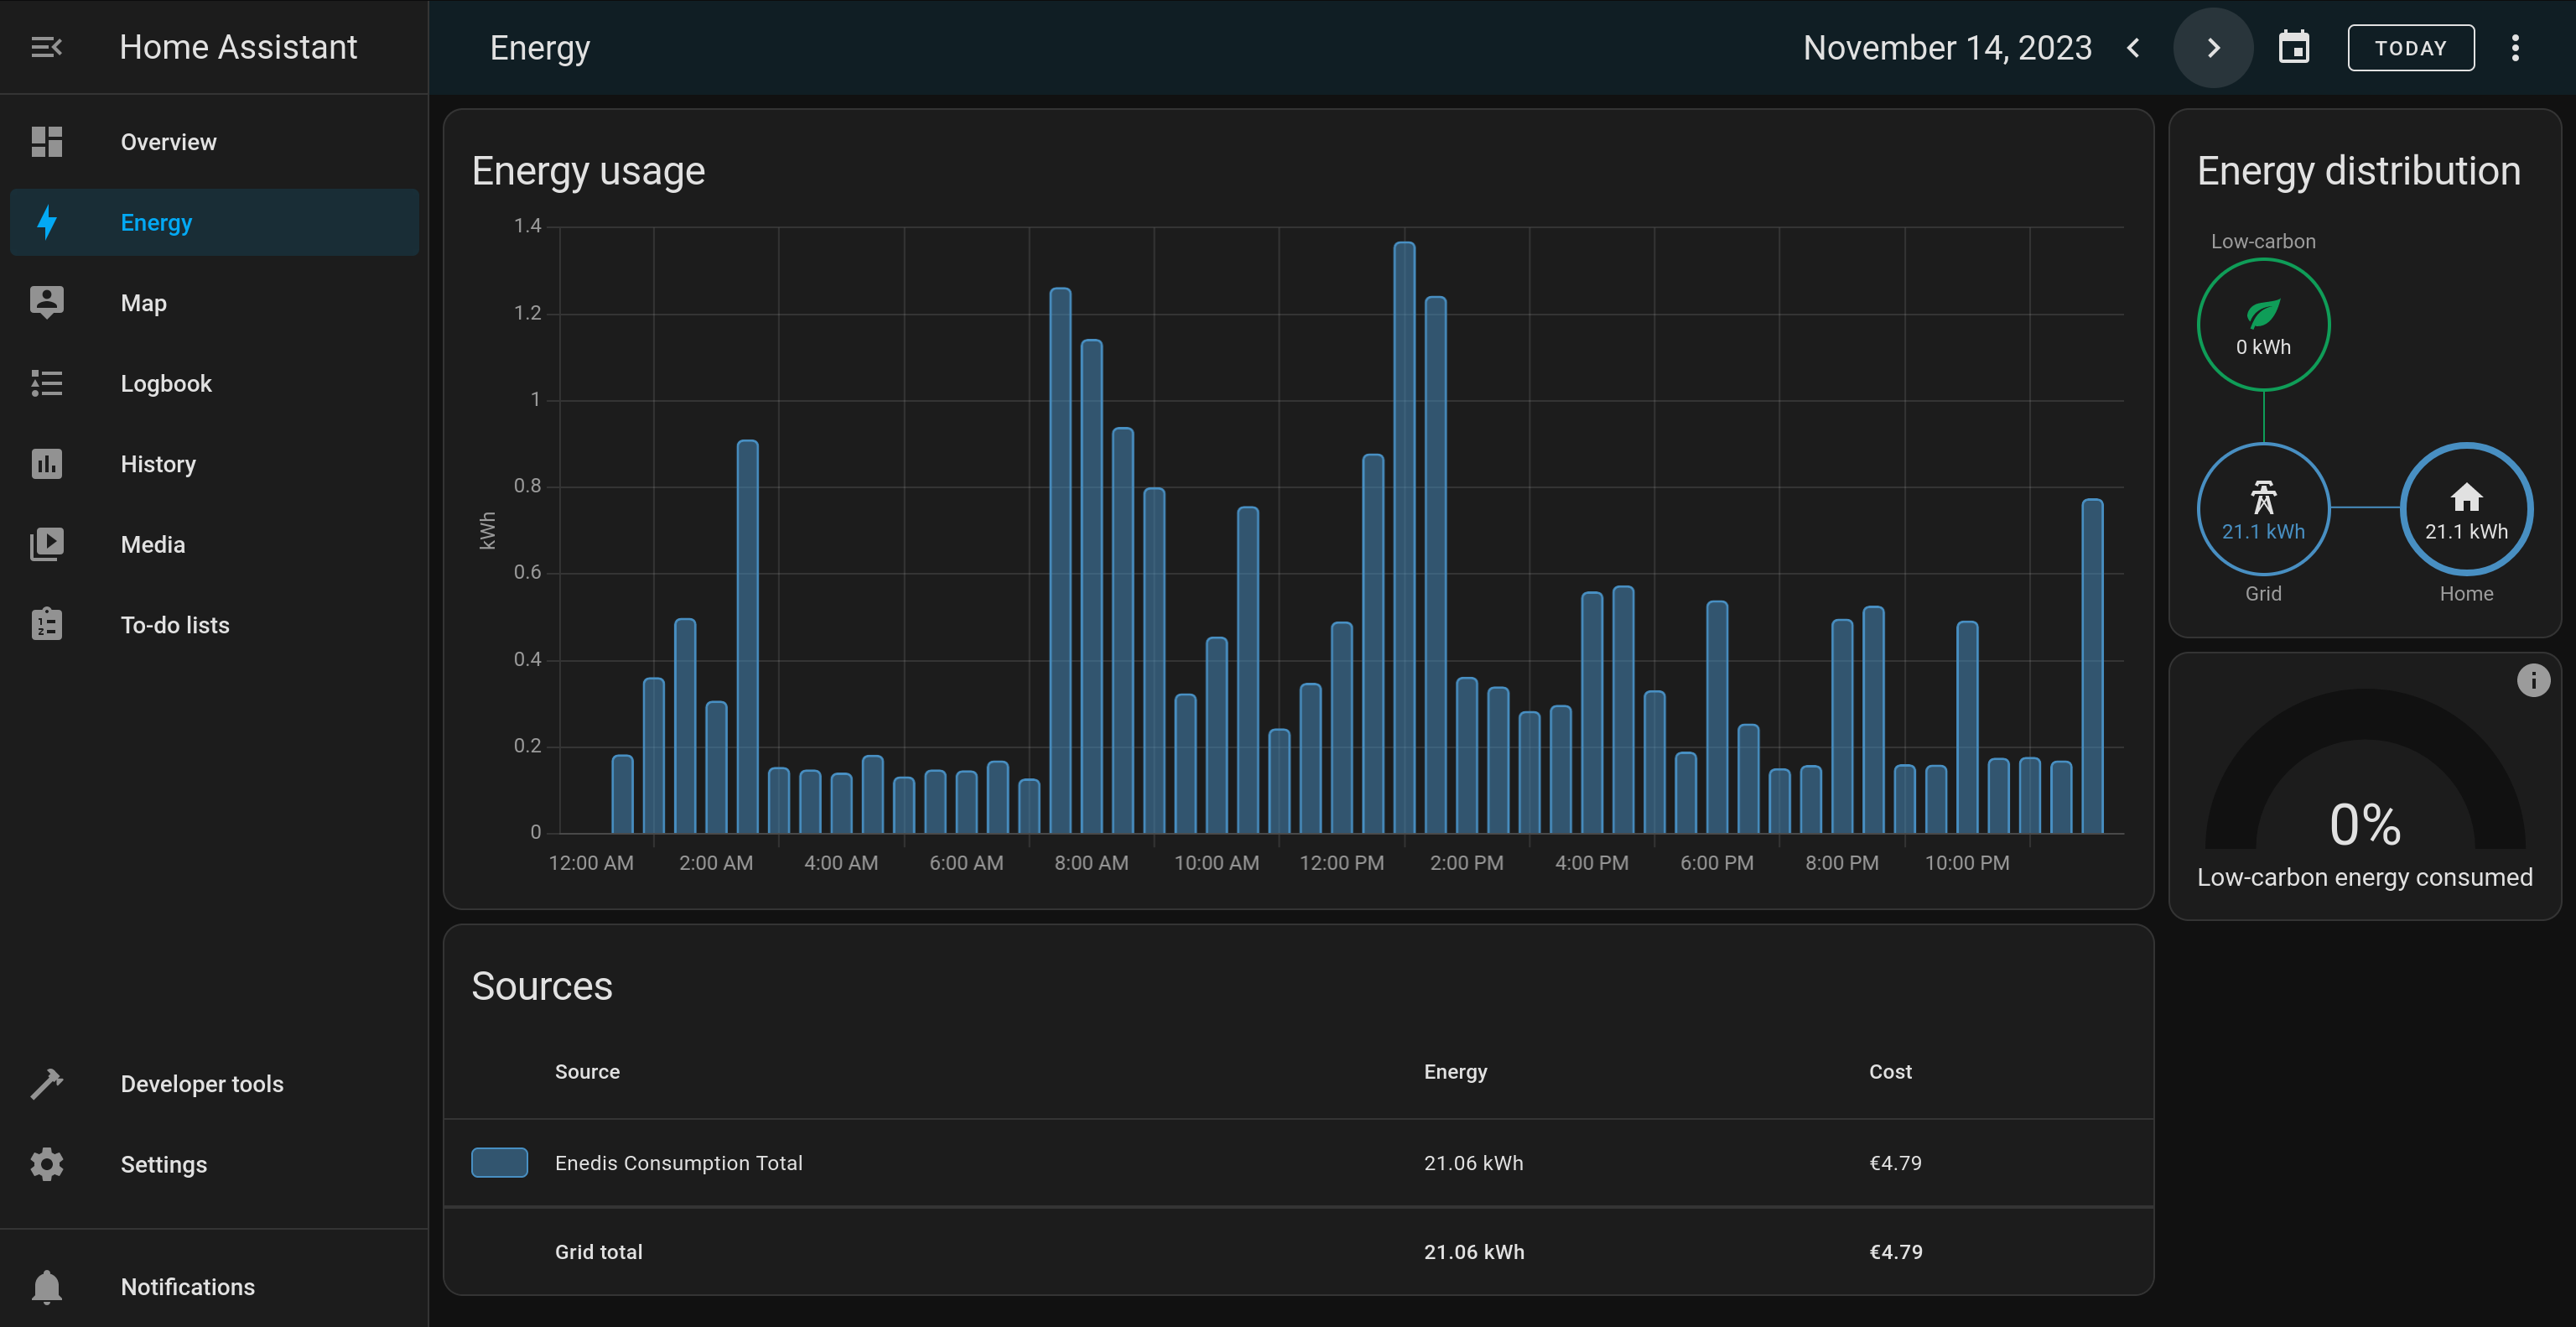 Home Assistant
Overview
Energy
Map
Logbook
History
Media
To-do lists
Developer tools
Settings
Notifications
Energy
November 14, 2023
TODAY
Energy usage
1.4
1.2
1
0.8
0.6
0.4
0.2
0
kWh
12:00 AM 2:00 AM 4:00 AM 6:00 AM 8:00 AM 10:00 AM 12:00 PM 2:00 PM 4:00 PM 6:00 PM 8:00 PM 10:00 PM
Energy distribution
Low-carbon
0 kWh
21.1 kWh 21.1 kWh
Grid Home
0%
Low-carbon energy consumed
Sources
Source Energy Cost
Enedis Consumption Total 21.06 kWh €4.79
Grid total 21.06 kWh €4.79